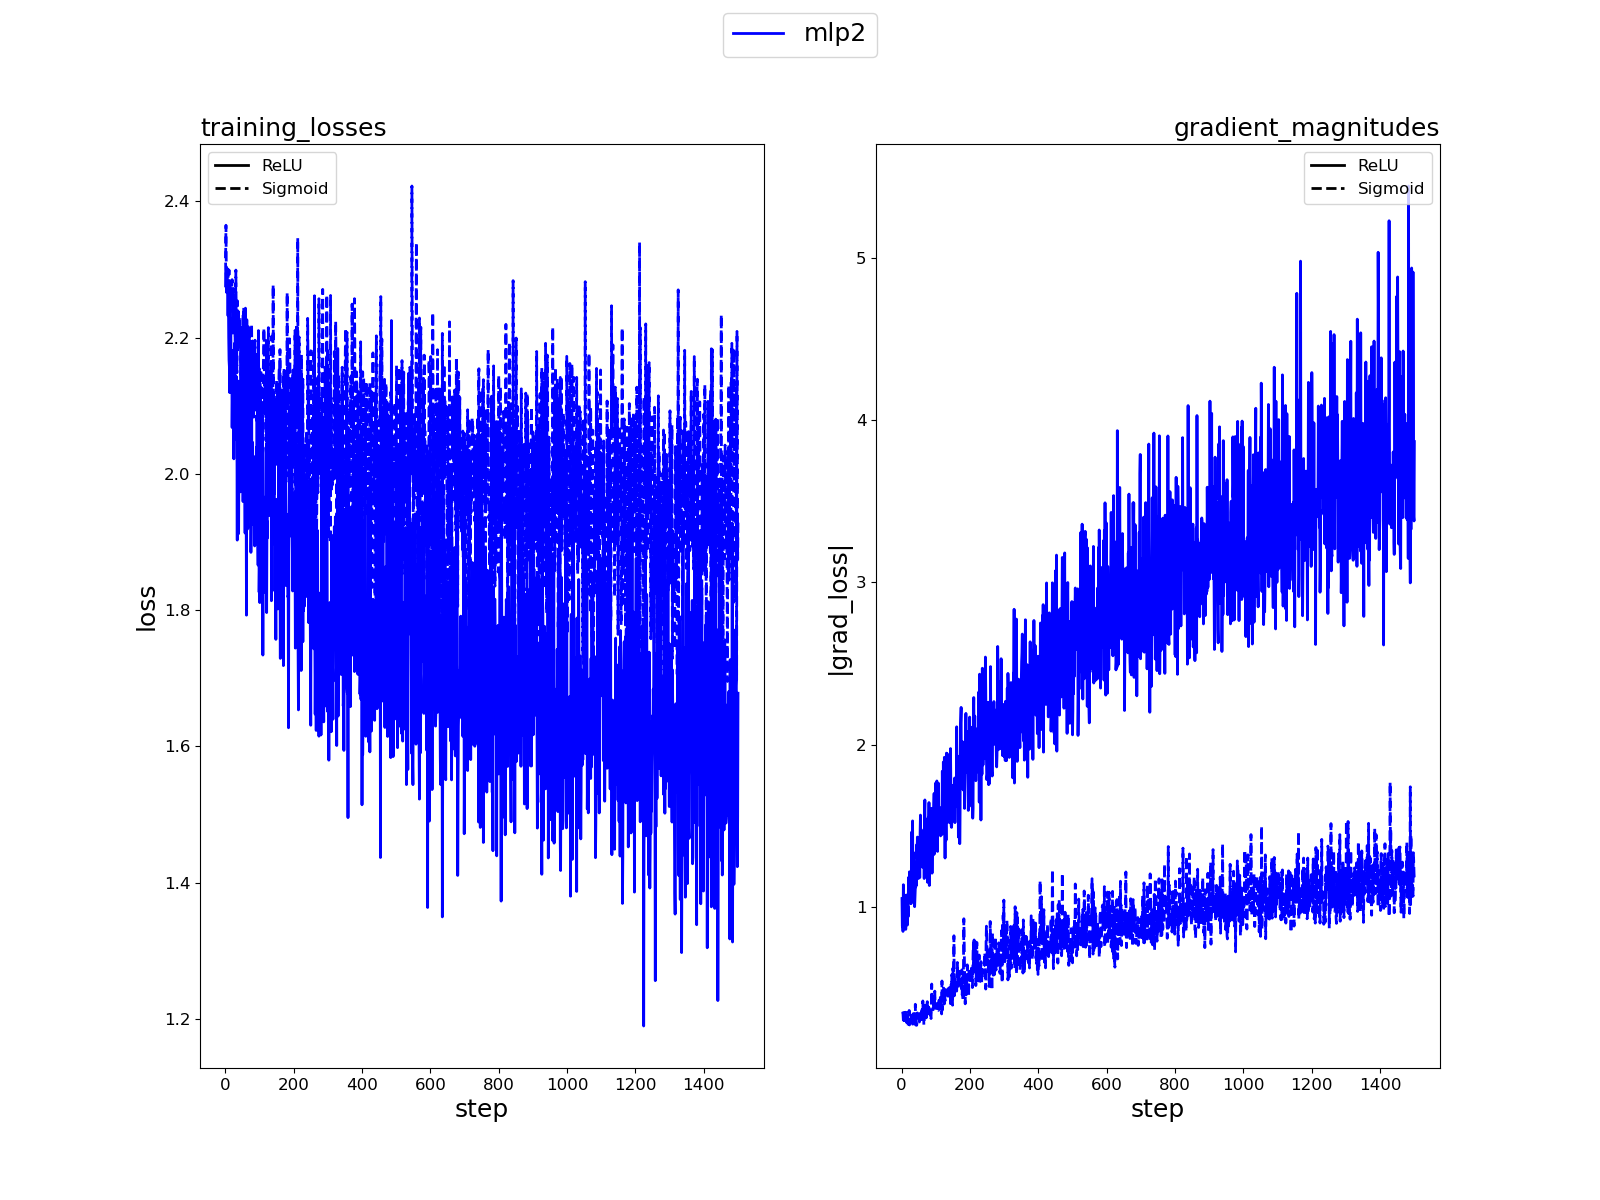 mlp2
training_losses
ReLU
Sigmoid
2.4
2.2
2.0
1.8
1.6
1.4
1.2
loss
0 200 400 600 800 1000 1200 1400
step
gradient_magnitudes
ReLU
Sigmoid
5
4
3
2
1
|grad_loss|
0 200 400 600 800 1000 1200 1400
step